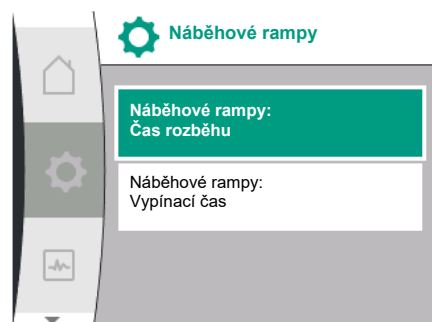 Náběhové rampy
Náběhové rampy:
Čas rozběhu
Náběhové rampy:
Vypínací čas